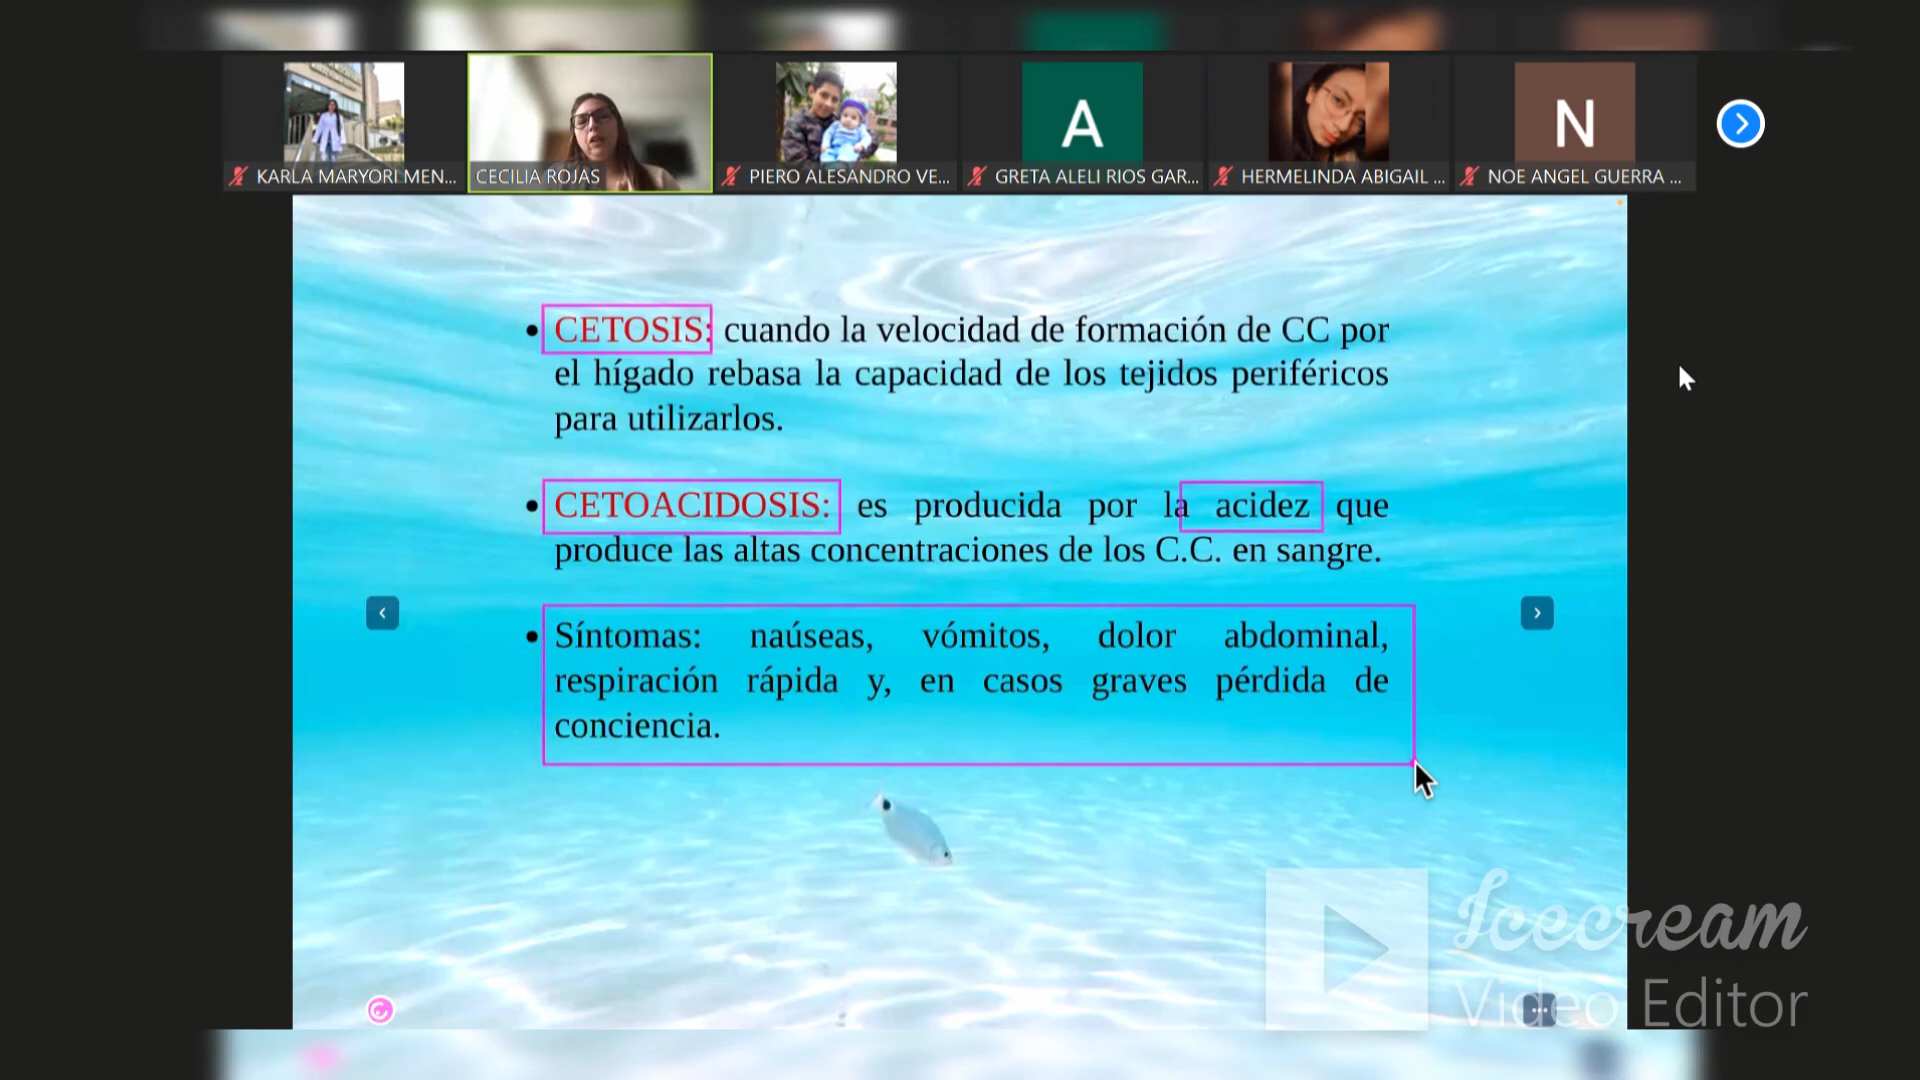 KARLA MARYORI MEN...
CECILIA ROJAS
PIERO ALESANDRO VE...
A
GRETA ALELI RIOS GAR...
HERMELINDA ABIGAIL ...
N
NOE ANGEL GUERRA ...
• CETOSIS: cuando la velocidad de formación de CC por
el hígado rebasa la capacidad de los tejidos periféricos
para utilizarlos.
• CETOACIDOSIS: es producida por la acidez que
produce las altas concentraciones de los C.C. en sangre.
• Síntomas: naúseas, vómitos, dolor abdominal,
respiración rápida y, en casos graves pérdida de
conciencia.
Icecream
Video Editor